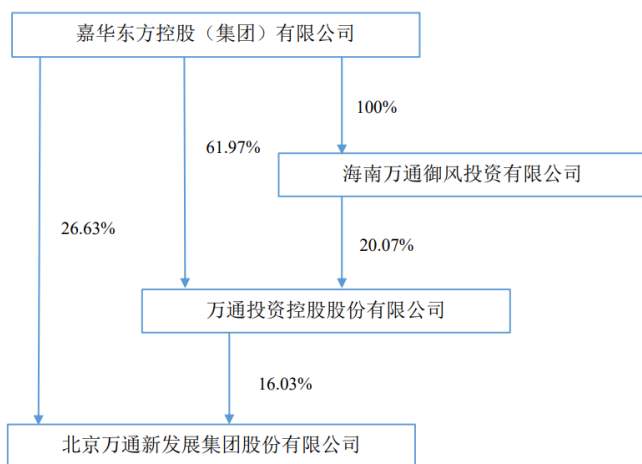 嘉华东方控股（集团）有限公司
100%
61.97%
海南万通御风投资有限公司
26.63%
20.07%
万通投资控股股份有限公司
16.03%
北京万通新发展集团股份有限公司